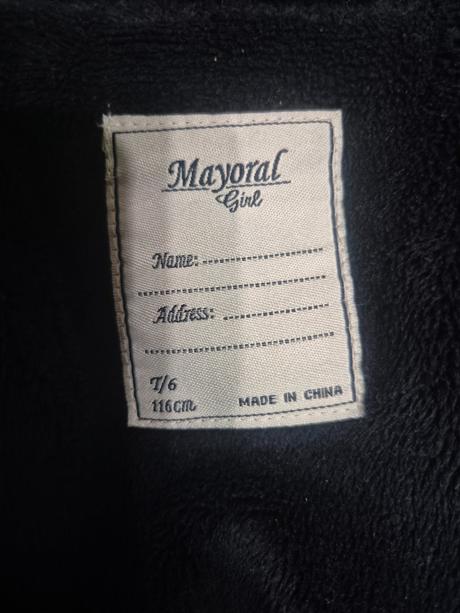 Mayoral
Girl
Name:
Address:
T/6
116cm
MADE IN CHINA